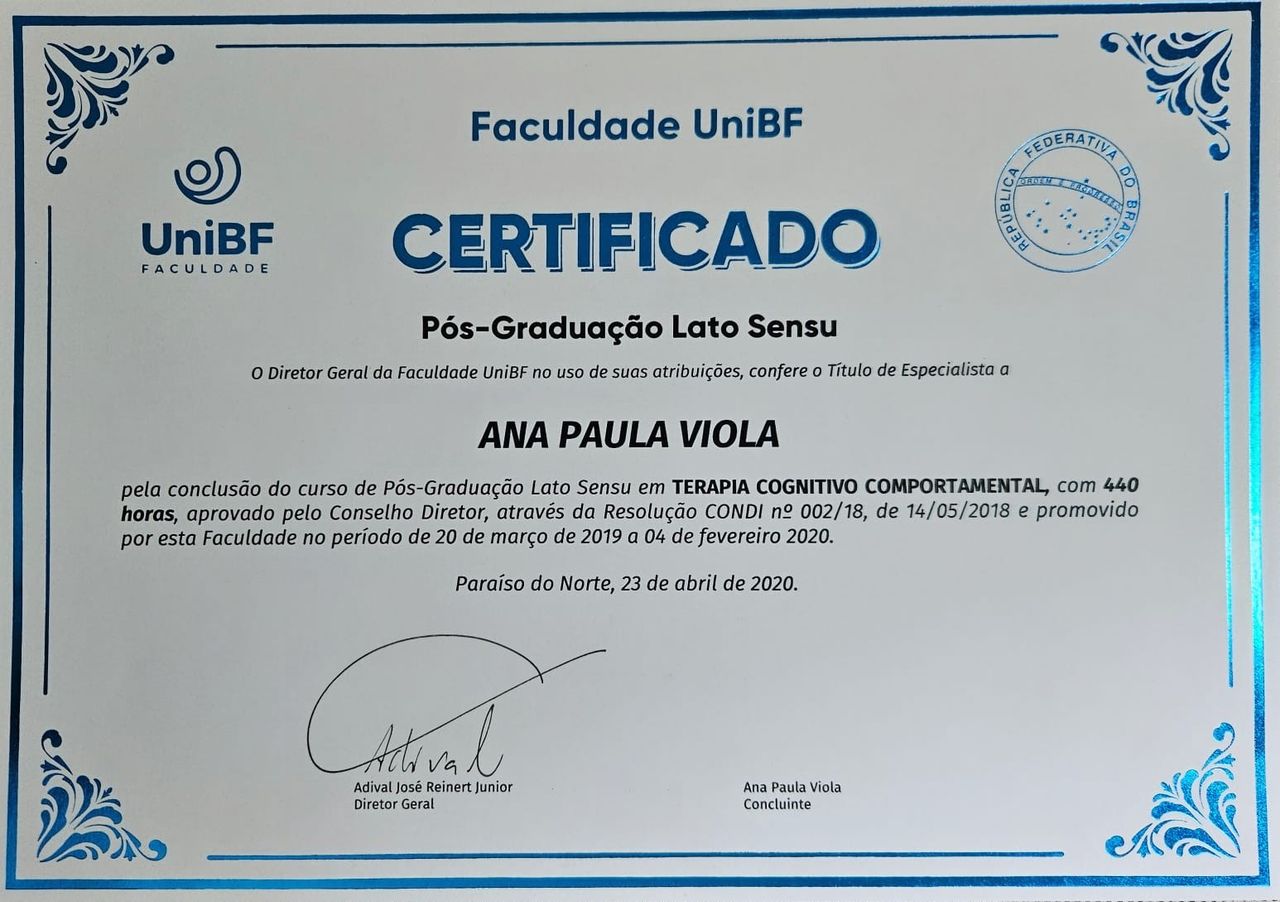 Faculdade UniBF
UniBF
FACULDADE
REPÚBLICA FEDERATIVA DO BRASIL
ORDEM E PROGRESSO
CERTIFICADO
Pós-Graduação Lato Sensu
O Diretor Geral da Faculdade UniBF no uso de suas atribuições, confere o Título de Especialista a
ANA PAULA VIOLA
pela conclusão do curso de Pós-Graduação Lato Sensu em TERAPIA COGNITIVO COMPORTAMENTAL, com 440
horas, aprovado pelo Conselho Diretor, através da Resolução CONDI nº 002/18, de 14/05/2018 e promovido
por esta Faculdade no período de 20 de março de 2019 a 04 de fevereiro 2020.
Paraíso do Norte, 23 de abril de 2020.
Adival
Adival José Reinert Junior
Diretor Geral
Ana Paula Viola
Concluinte